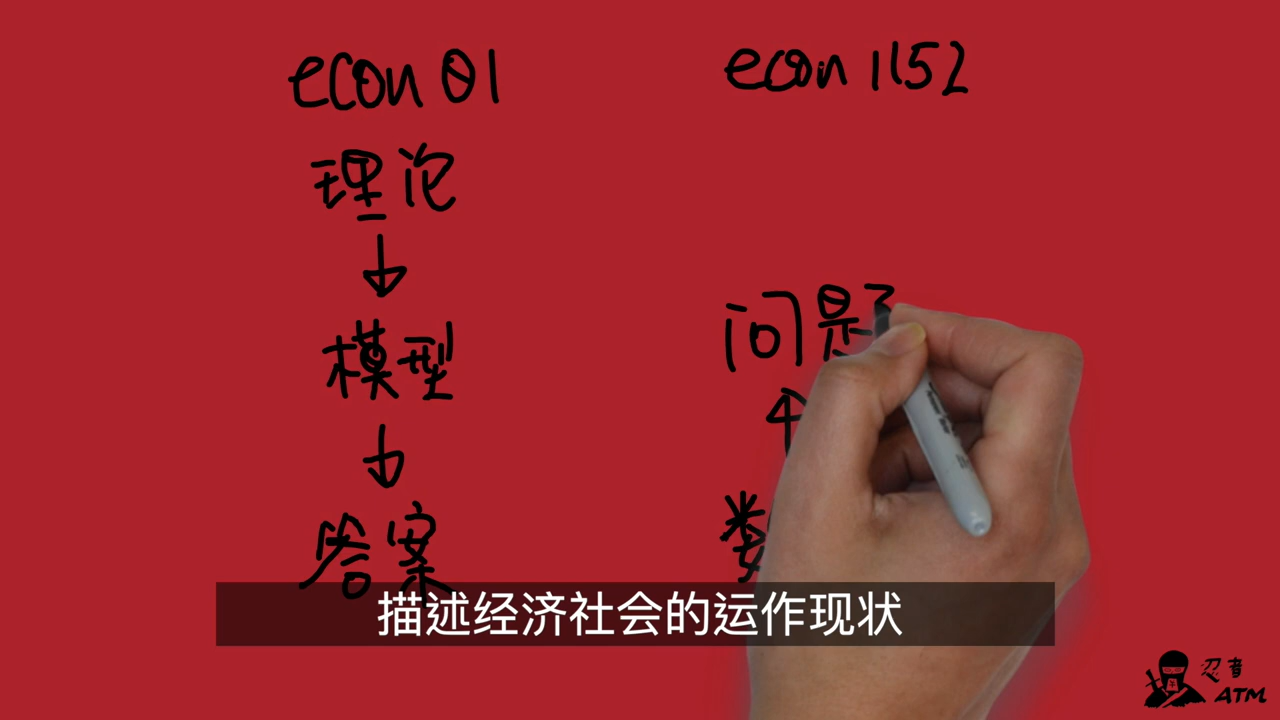 econ 01
econ 1152
理论
模型
问题
答案
数
描述经济社会的运作现状
忍者
ATM